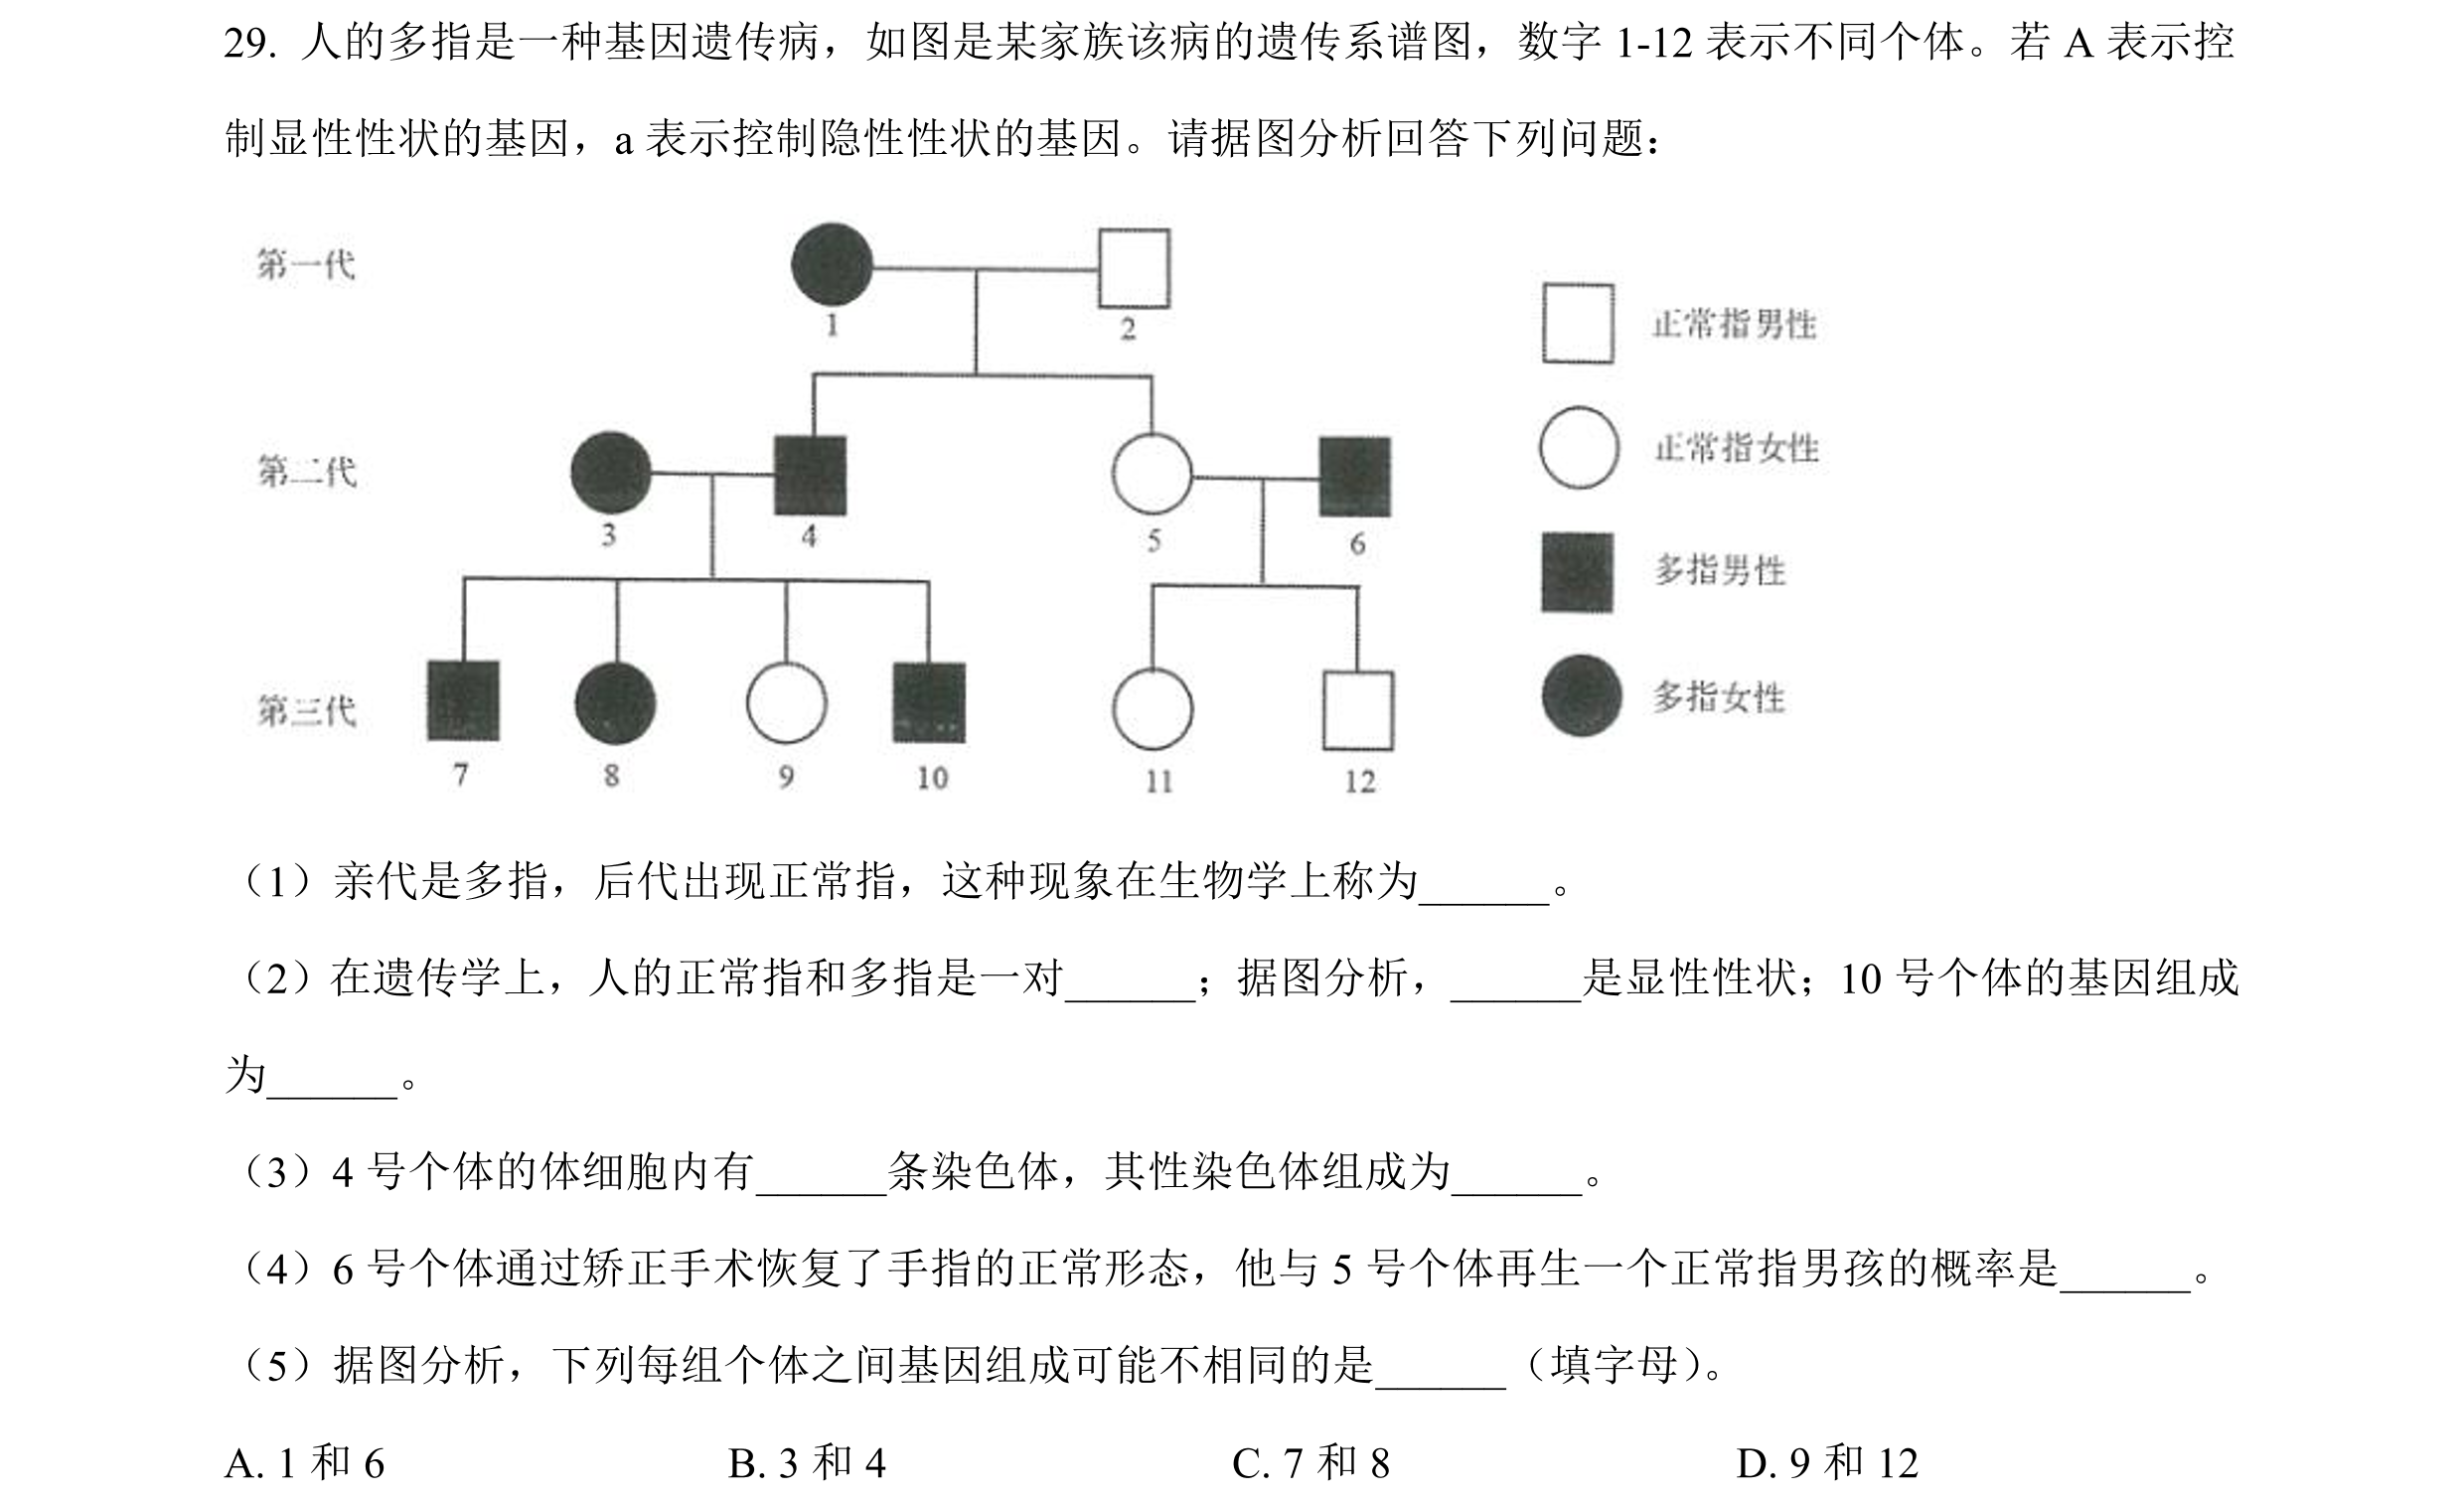 29. 人的多指是一种基因遗传病，如图是某家族该病的遗传系谱图，数字 1-12 表示不同个体。若 A 表示控
制显性性状的基因，a 表示控制隐性性状的基因。请据图分析回答下列问题：
第一代
1
2
正常指男性
正常指女性
第二代
3
4
5
6
多指男性
多指女性
第三代
7
8
9
10
11
12
（1）亲代是多指，后代出现正常指，这种现象在生物学上称为______。
（2）在遗传学上，人的正常指和多指是一对______；据图分析，______是显性性状；10 号个体的基因组成
为______。
（3）4 号个体的体细胞内有______条染色体，其性染色体组成为______。
（4）6 号个体通过矫正手术恢复了手指的正常形态，他与 5 号个体再生一个正常指男孩的概率是______。
（5）据图分析，下列每组个体之间基因组成可能不相同的是______（填字母）。
A. 1 和 6 B. 3 和 4 C. 7 和 8 D. 9 和 12